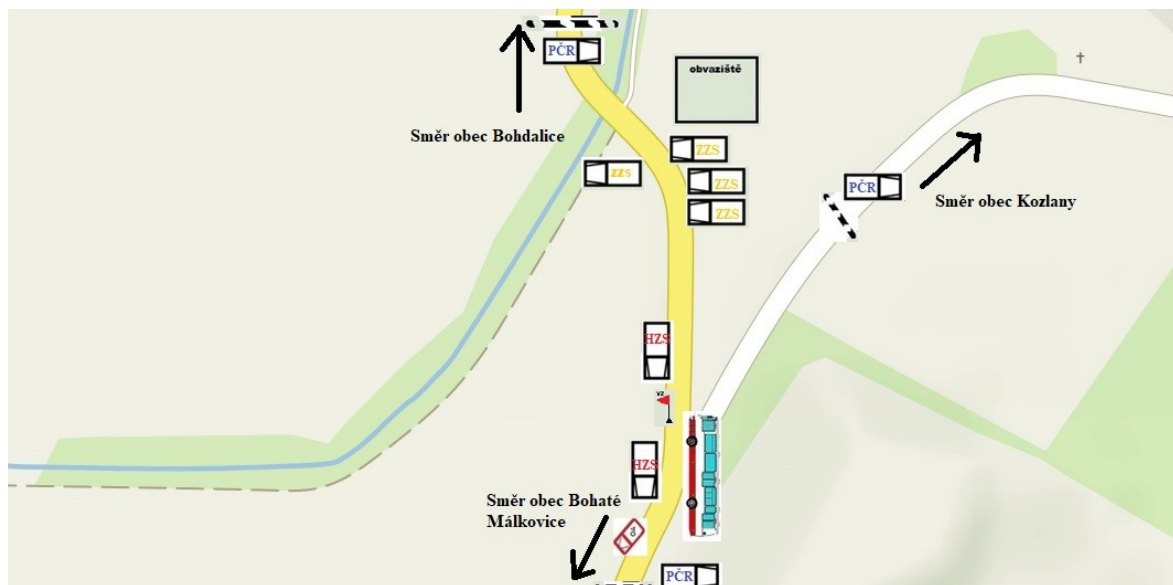 PČR
obvaziště
Směr obec Bohdalice
ZZS
ZZS
ZZS
ZZS
PČR
Směr obec Kozlany
HZS
VZ
HZS
Směr obec Bohaté
Málkovice
PČR